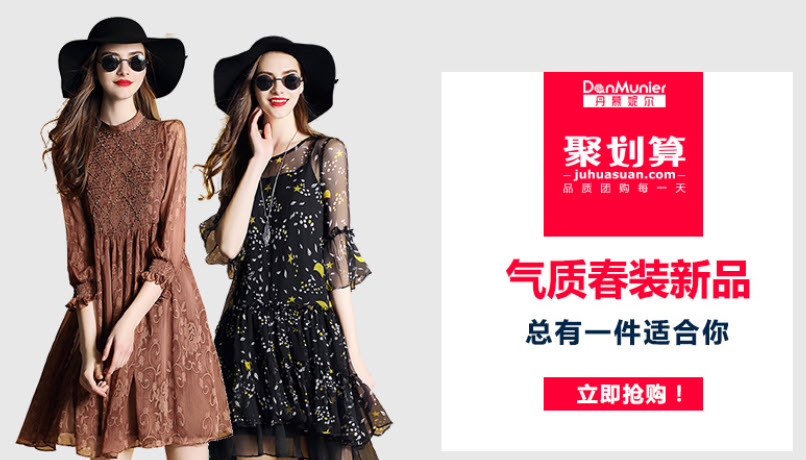 DanMunier
丹慕妮尔
聚划算
juhuasuan.com
品质团购每一天
气质春装新品
总有一件适合你
立即抢购！